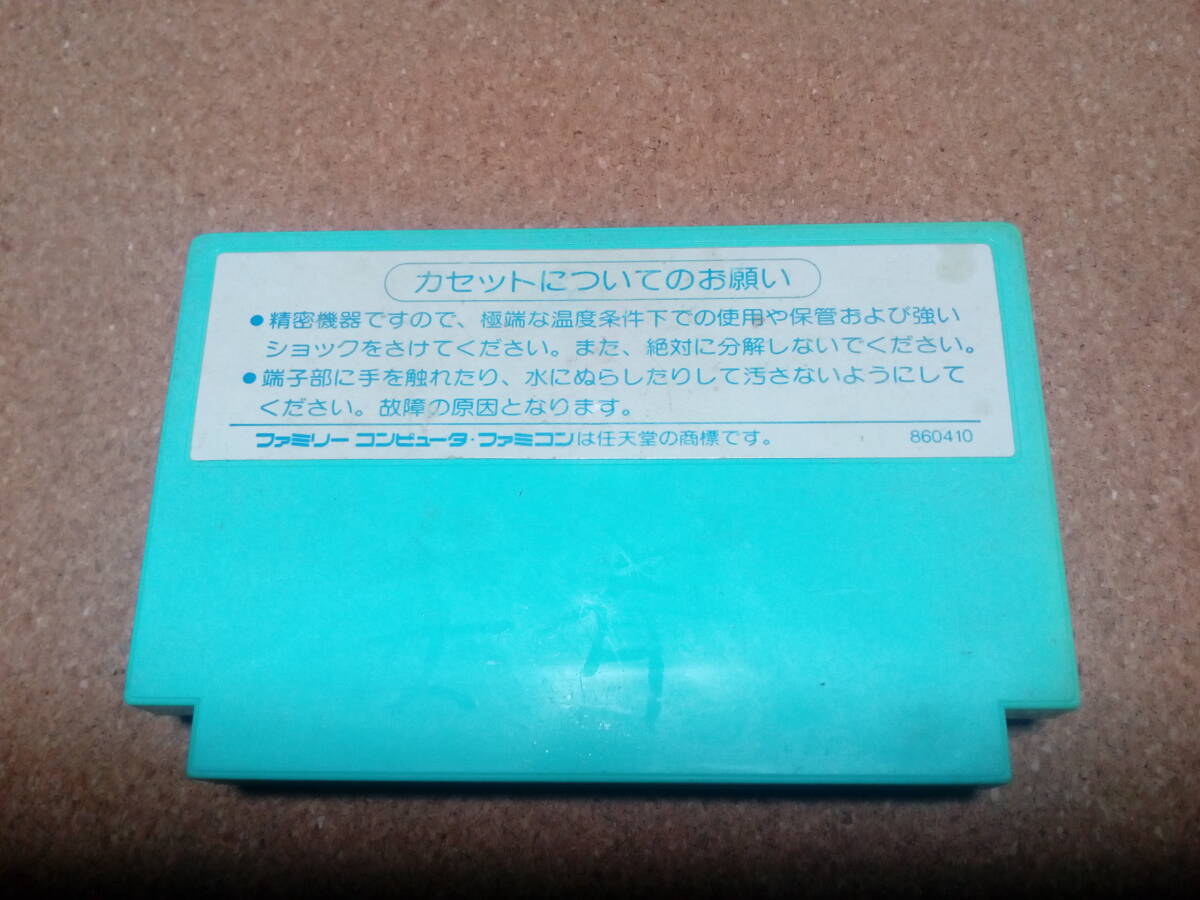 カセットについてのお願い
●精密機器ですので、極端な温度条件下での使用や保管および強い
ショックをさけてください。また、絶対に分解しないでください。
●端子部に手を触れたり、水にぬらしたりして汚さないようにして
ください。故障の原因となります。
ファミリーコンピュータ・ファミコンは任天堂の商標です。 860410